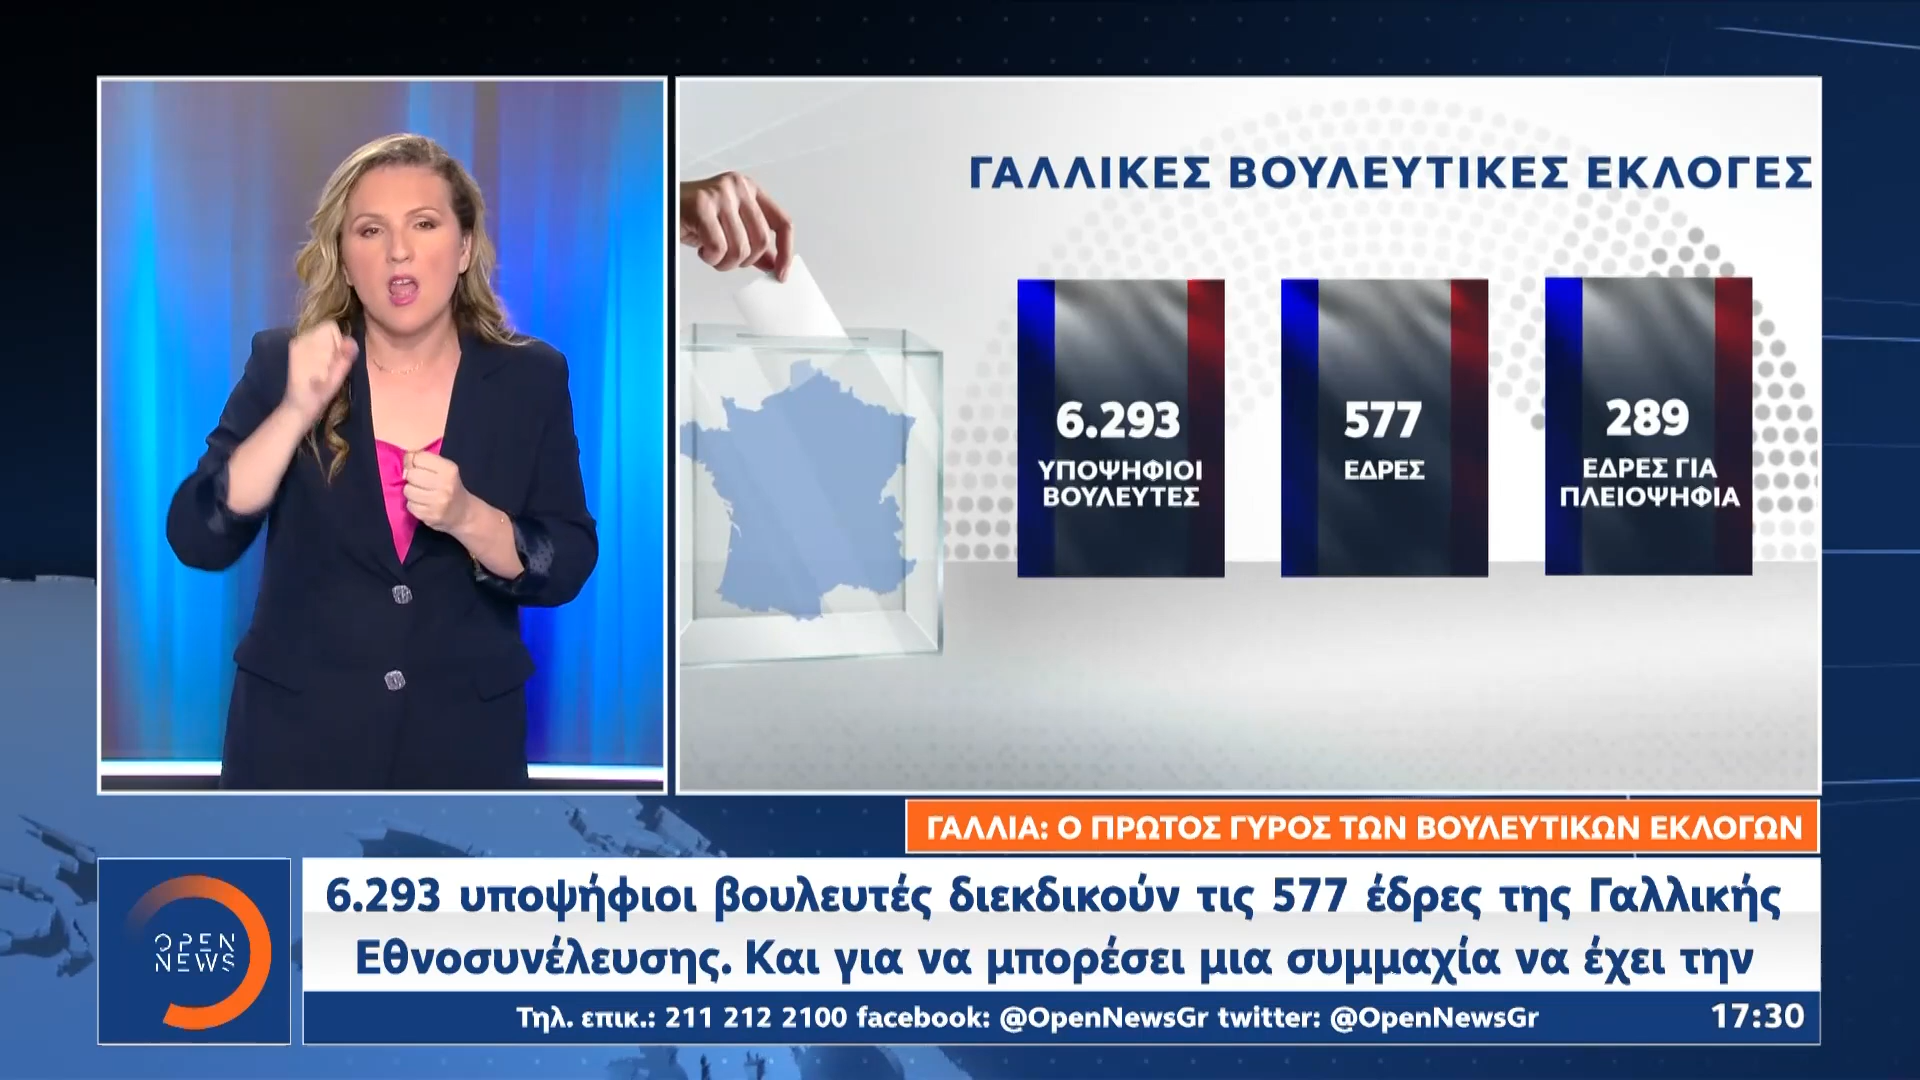 ΓΑΛΛΙΚΕΣ ΒΟΥΛΕΥΤΙΚΕΣ ΕΚΛΟΓΕΣ
6.293
ΥΠΟΨΗΦΙΟΙ
ΒΟΥΛΕΥΤΕΣ
577
ΕΔΡΕΣ
289
ΕΔΡΕΣ ΓΙΑ
ΠΛΕΙΟΨΗΦΙΑ
ΓΑΛΛΙΑ: Ο ΠΡΩΤΟΣ ΓΥΡΟΣ ΤΩΝ ΒΟΥΛΕΥΤΙΚΩΝ ΕΚΛΟΓΩΝ
OPEN
NEWS
6.293 υποψήφιοι βουλευτές διεκδικούν τις 577 έδρες της Γαλλικής
Εθνοσυνέλευσης. Και για να μπορέσει μια συμμαχία να έχει την
Τηλ. επικ.: 211 212 2100 facebook: @OpenNewsGr twitter: @OpenNewsGr
17:30